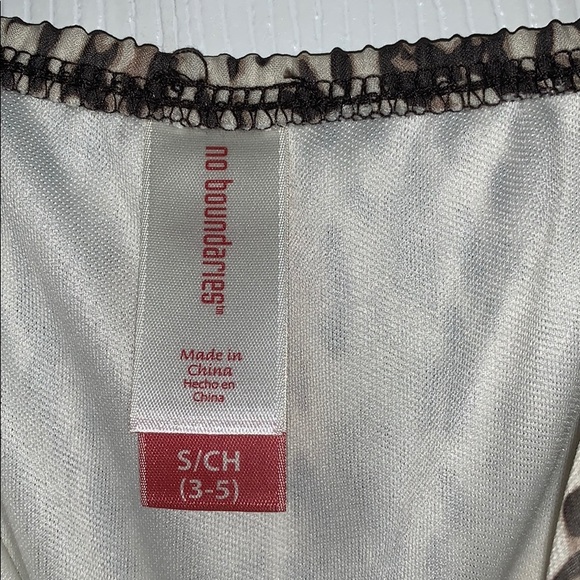 no boundaries™
Made in
China
Hecho en
China
S/CH
(3-5)